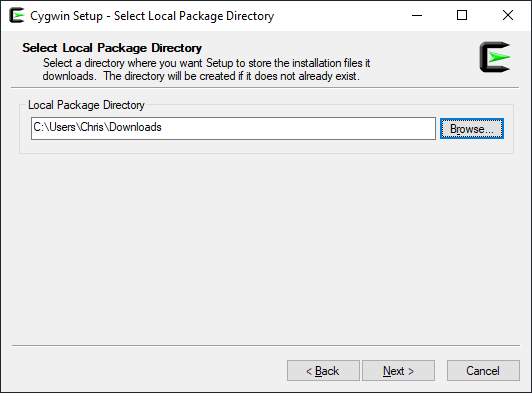 Cygwin Setup - Select Local Package Directory
Select Local Package Directory
Select a directory where you want Setup to store the installation files it
downloads.  The directory will be created if it does not already exist.
Local Package Directory
C:\Users\Chris\Downloads
Browse...
< Back
Next >
Cancel